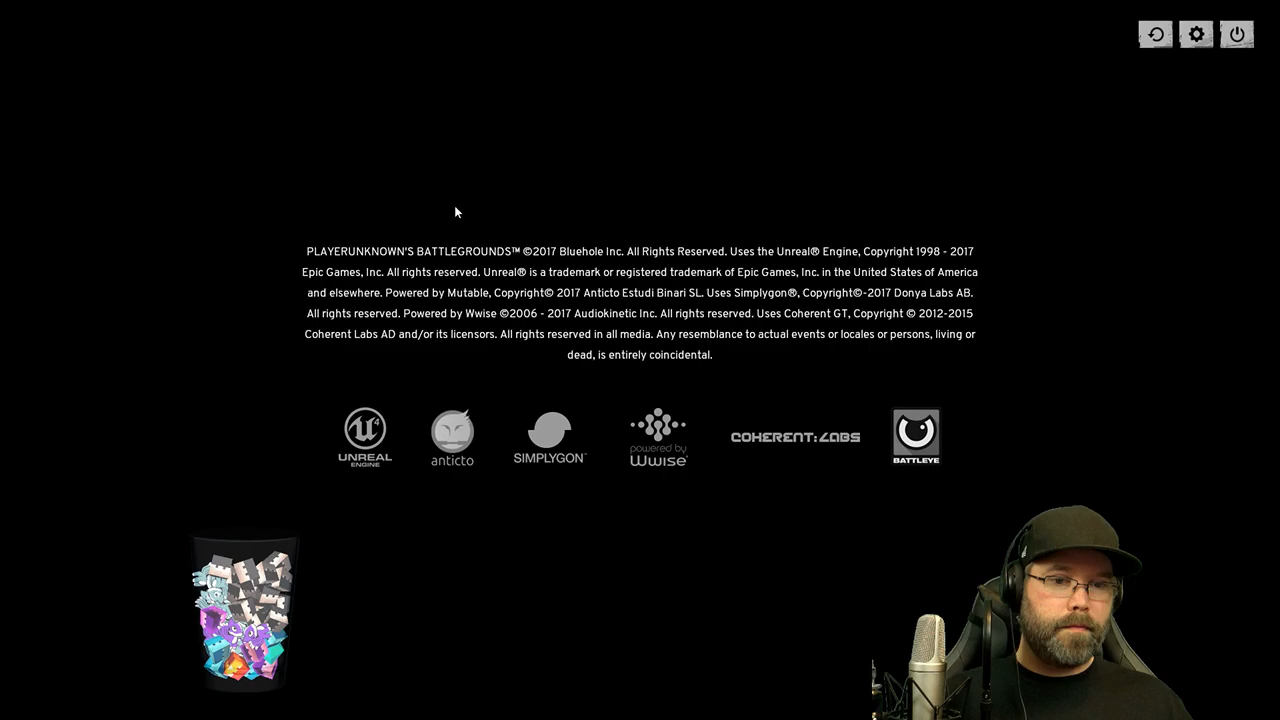 PLAYERUNKNOWN'S BATTLEGROUNDS™ ©2017 Bluehole Inc. All Rights Reserved. Uses the Unreal® Engine, Copyright 1998 - 2017
Epic Games, Inc. All rights reserved. Unreal® is a trademark or registered trademark of Epic Games, Inc. in the United States of America
and elsewhere. Powered by Mutable, Copyright© 2017 Anticto Estudi Binari SL. Uses Simplygon®, Copyright©-2017 Donya Labs AB.
All rights reserved. Powered by Wwise ©2006 - 2017 Audiokinetic Inc. All rights reserved. Uses Coherent GT, Copyright © 2012-2015
Coherent Labs AD and/or its licensors. All rights reserved in all media. Any resemblance to actual events or locales or persons, living or
dead, is entirely coincidental.
U 4
UNREAL
ENGINE
anticto
SIMPLYGON™
powered by
Wwise
COHERENT:LABS
BATTLEYE